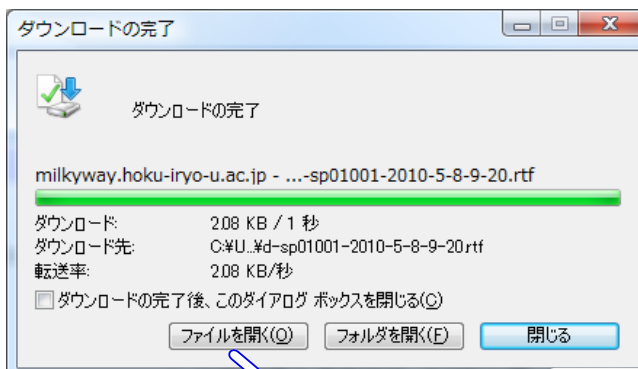 ダウンロードの完了
ダウンロードの完了
milkyway.hoku-iryo-u.ac.jp - ...-sp01001-2010-5-8-9-20.rtf
ダウンロード: 2.08 KB / 1 秒
ダウンロード先: C:¥U...¥d-sp01001-2010-5-8-9-20.rtf
転送率: 2.08 KB/秒
ダウンロードの完了後、このダイアログ ボックスを閉じる(C)
ファイルを開く(O) フォルダを開く(F) 閉じる